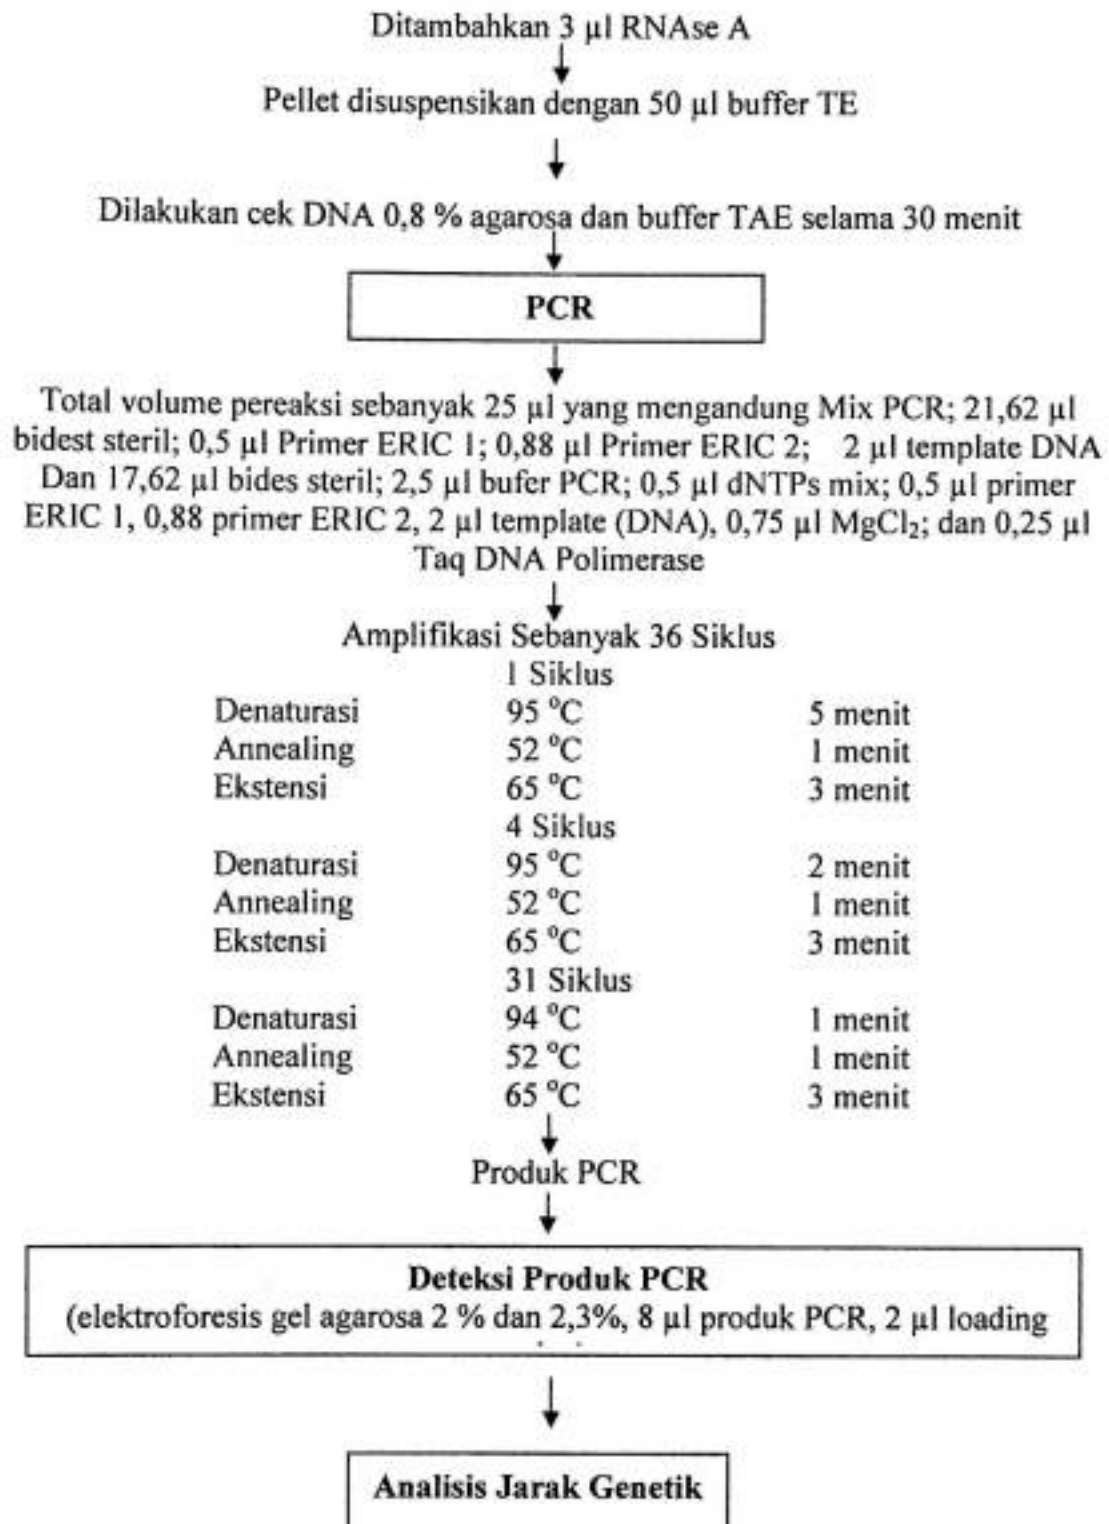 Ditambahkan 3 µl RNAse A
Pellet disuspensikan dengan 50 µl buffer TE
Dilakukan cek DNA 0,8 % agarosa dan buffer TAE selama 30 menit
PCR
Total volume pereaksi sebanyak 25 µl yang mengandung Mix PCR; 21,62 µl
bidest steril; 0,5 µl Primer ERIC 1; 0,88 µl Primer ERIC 2; 2 µl template DNA
Dan 17,62 µl bides steril; 2,5 µl bufer PCR; 0,5 µl dNTPs mix; 0,5 µl primer
ERIC 1, 0,88 primer ERIC 2, 2 µl template (DNA), 0,75 µl MgCl₂; dan 0,25 µl
Taq DNA Polimerase
Amplifikasi Sebanyak 36 Siklus
1 Siklus
Denaturasi 95 °C 5 menit
Annealing 52 °C 1 menit
Ekstensi 65 °C 3 menit
4 Siklus
Denaturasi 95 °C 2 menit
Annealing 52 °C 1 menit
Ekstensi 65 °C 3 menit
31 Siklus
Denaturasi 94 °C 1 menit
Annealing 52 °C 1 menit
Ekstensi 65 °C 3 menit
Produk PCR
Deteksi Produk PCR
(elektroforesis gel agarosa 2 % dan 2,3%, 8 µl produk PCR, 2 µl loading
Analisis Jarak Genetik